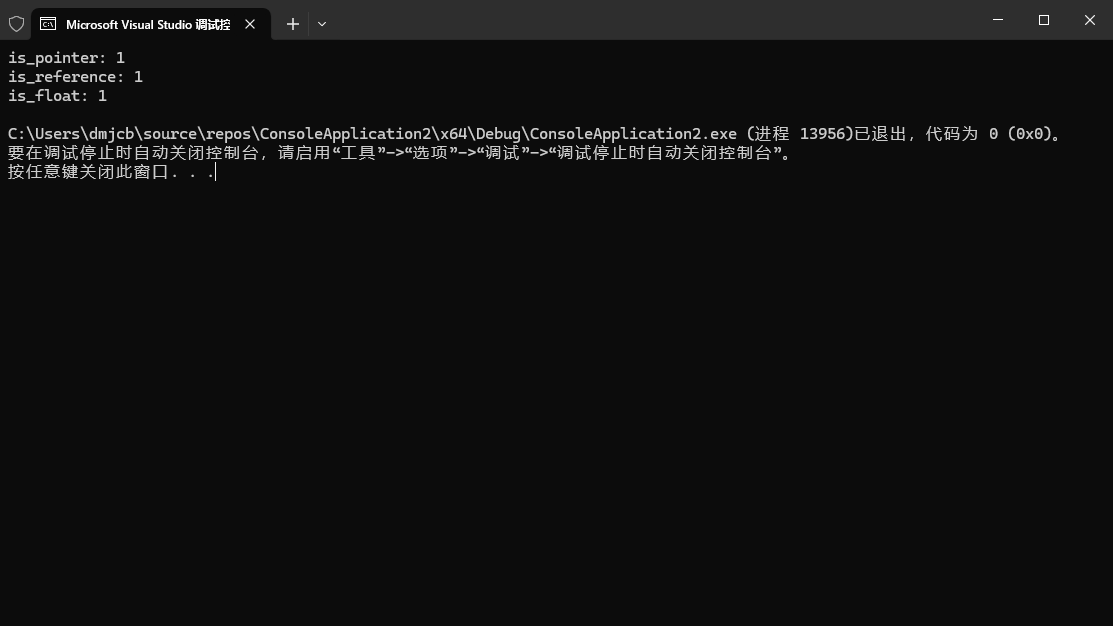 Microsoft Visual Studio 调试控
is_pointer: 1
is_reference: 1
is_float: 1
C:\Users\dmjcb\source\repos\ConsoleApplication2\x64\Debug\ConsoleApplication2.exe (进程 13956)已退出，代码为 0 (0x0)。
要在调试停止时自动关闭控制台，请启用“工具”->“选项”->“调试”->“调试停止时自动关闭控制台”。
按任意键关闭此窗口. . .